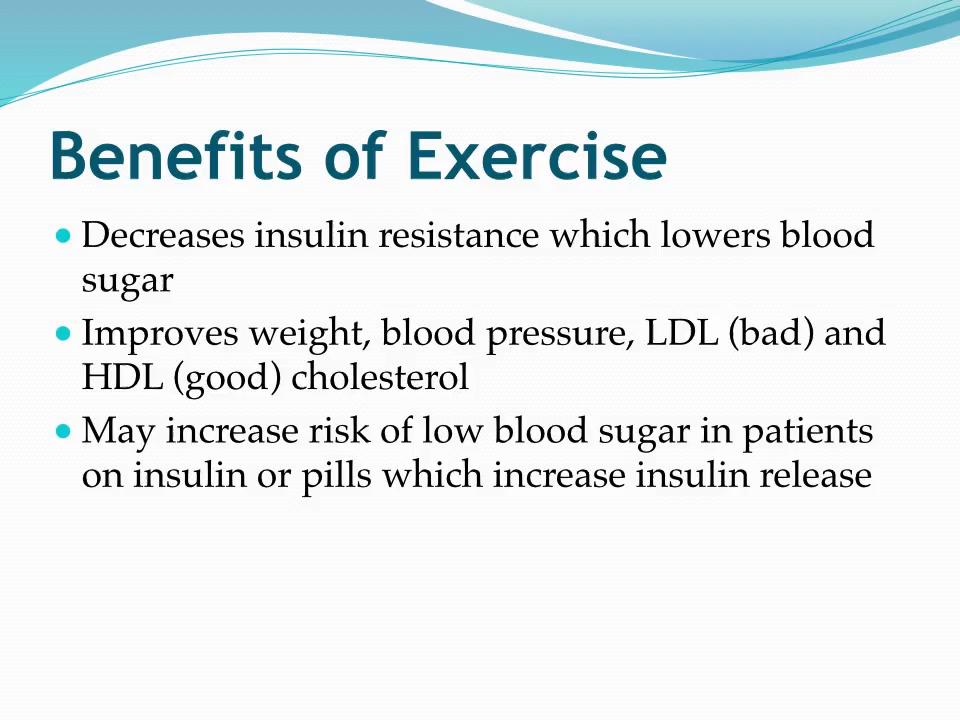 Benefits of Exercise
• Decreases insulin resistance which lowers blood
sugar
• Improves weight, blood pressure, LDL (bad) and
HDL (good) cholesterol
• May increase risk of low blood sugar in patients
on insulin or pills which increase insulin release